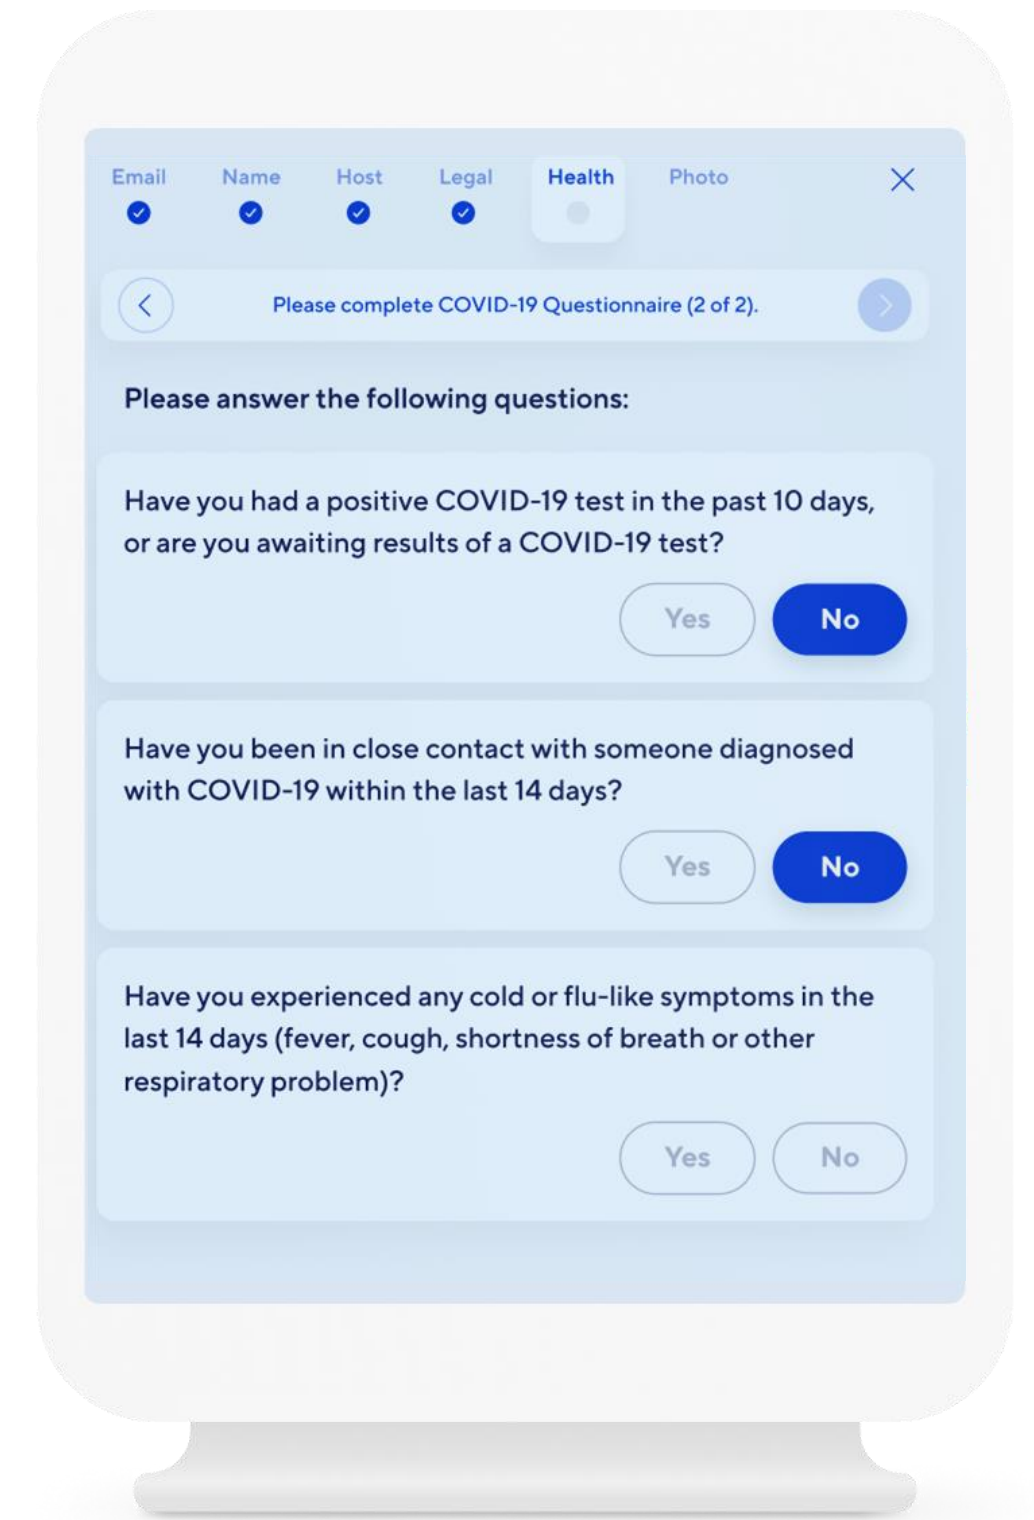 Email Name Host Legal Health Photo
Please complete COVID-19 Questionnaire (2 of 2).
Please answer the following questions:
Have you had a positive COVID-19 test in the past 10 days,
or are you awaiting results of a COVID-19 test?
Yes No
Have you been in close contact with someone diagnosed
with COVID-19 within the last 14 days?
Yes No
Have you experienced any cold or flu-like symptoms in the
last 14 days (fever, cough, shortness of breath or other
respiratory problem)?
Yes No